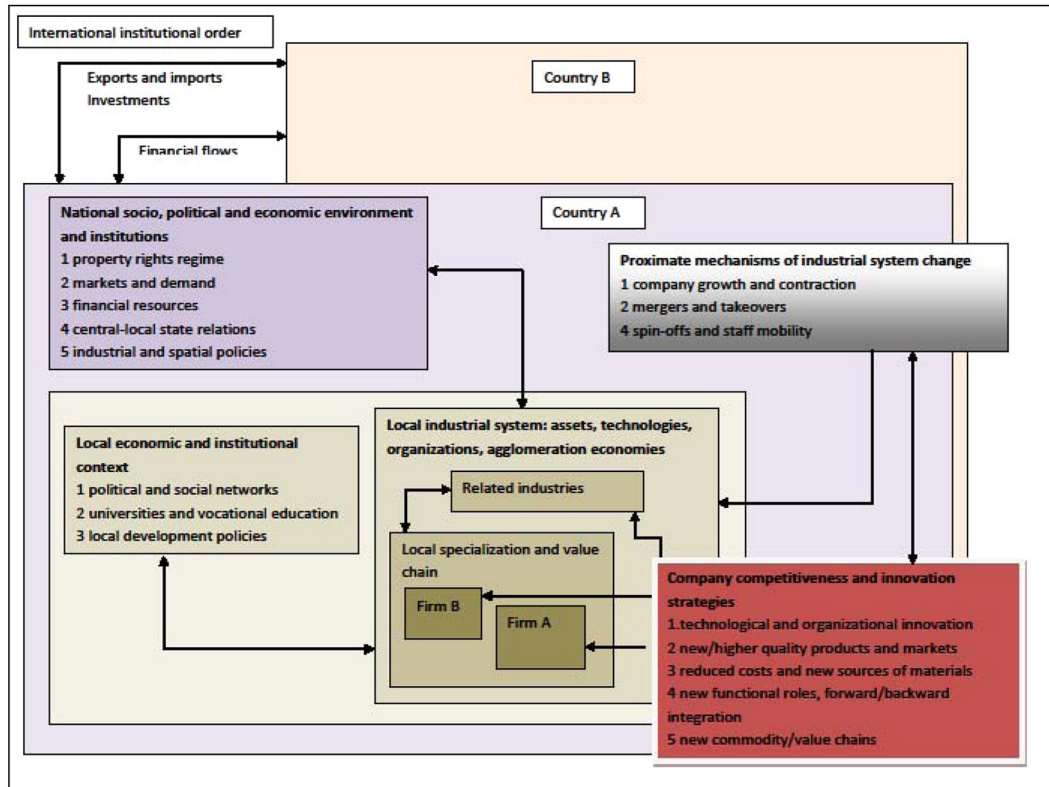 International institutional order
Exports and imports
Investments
Country B
Financial flows
Country A
National socio, political and economic environment
and institutions
1 property rights regime
2 markets and demand
3 financial resources
4 central-local state relations
5 industrial and spatial policies
Proximate mechanisms of industrial system change
1 company growth and contraction
2 mergers and takeovers
4 spin-offs and staff mobility
Local economic and institutional
context
1 political and social networks
2 universities and vocational education
3 local development policies
Local industrial system: assets, technologies,
organizations, agglomeration economies
Related industries
Local specialization and value
chain
Firm B
Firm A
Company competitiveness and innovation
strategies
1.technological and organizational innovation
2 new/higher quality products and markets
3 reduced costs and new sources of materials
4 new functional roles, forward/backward
integration
5 new commodity/value chains